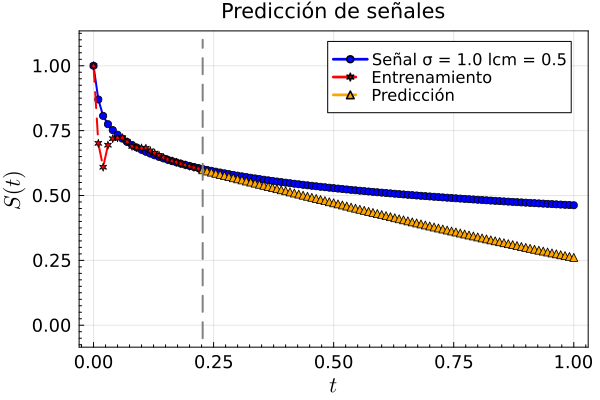 Predicción de señales
Señal σ = 1.0 lcm = 0.5
Entrenamiento
Predicción
S(t)
1.00
0.75
0.50
0.25
0.00
0.00 0.25 0.50 0.75 1.00
t